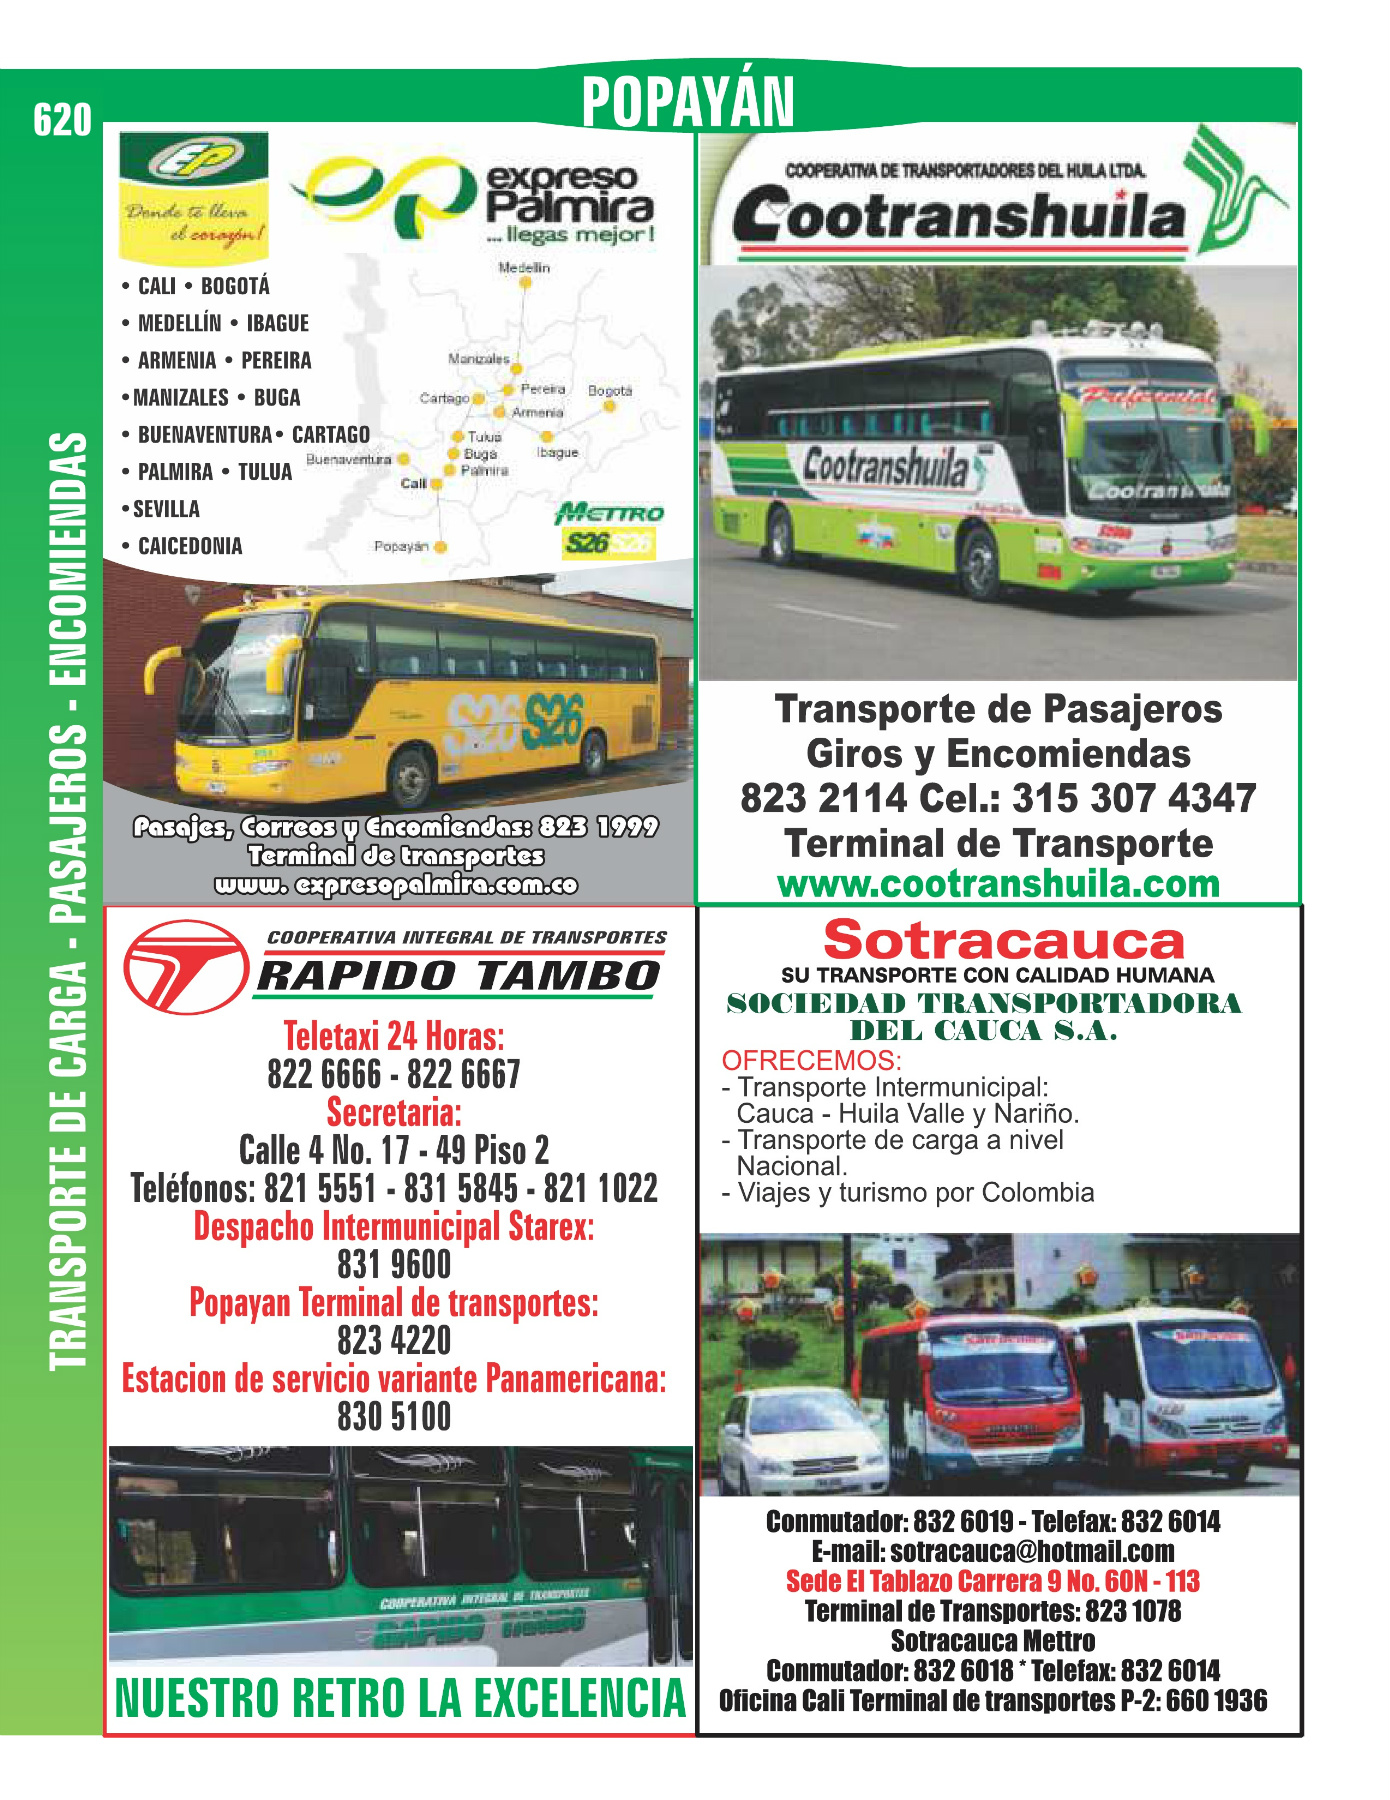 POPAYÁN
620
TRANSPORTE DE CARGA - PASAJEROS - ENCOMIENDAS
EP
Donde te lleva
el corazón!
expreso
Palmira
... llegas mejor!
• CALI • BOGOTÁ
• MEDELLÍN • IBAGUE
• ARMENIA • PEREIRA
• MANIZALES • BUGA
• BUENAVENTURA • CARTAGO
• PALMIRA • TULUA
• SEVILLA
• CAICEDONIA
Medellín
Manizales
Pereira
Bogotá
Cartago
Armenia
Tulua
Ibague
Buga
Buenaventura
Palmira
Cali
Popayán
METTRO
S26 S26
S26 S26
Pasajes, Correos y Encomiendas: 823 1999
Terminal de transportes
www. expresopalmira.com.co
COOPERATIVA DE TRANSPORTADORES DEL HUILA LTDA.
Cootranshuila
Preferencial
Cootranshuila
Cootranshuila
Transporte de Pasajeros
Giros y Encomiendas
823 2114 Cel.: 315 307 4347
Terminal de Transporte
www.cootranshuila.com
COOPERATIVA INTEGRAL DE TRANSPORTES
RAPIDO TAMBO
Teletaxi 24 Horas:
822 6666 - 822 6667
Secretaria:
Calle 4 No. 17 - 49 Piso 2
Teléfonos: 821 5551 - 831 5845 - 821 1022
Despacho Intermunicipal Starex:
831 9600
Popayan Terminal de transportes:
823 4220
Estacion de servicio variante Panamericana:
830 5100
COOPERATIVA INTEGRAL DE TRANSPORTES
RAPIDO TAMBO
NUESTRO RETRO LA EXCELENCIA
Sotracauca
SU TRANSPORTE CON CALIDAD HUMANA
SOCIEDAD TRANSPORTADORA
DEL CAUCA S.A.
OFRECEMOS:
- Transporte Intermunicipal:
Cauca - Huila Valle y Nariño.
- Transporte de carga a nivel
Nacional.
- Viajes y turismo por Colombia
Conmutador: 832 6019 - Telefax: 832 6014
E-mail: sotracauca@hotmail.com
Sede El Tablazo Carrera 9 No. 60N - 113
Terminal de Transportes: 823 1078
Sotracauca Mettro
Conmutador: 832 6018 * Telefax: 832 6014
Oficina Cali Terminal de transportes P-2: 660 1936